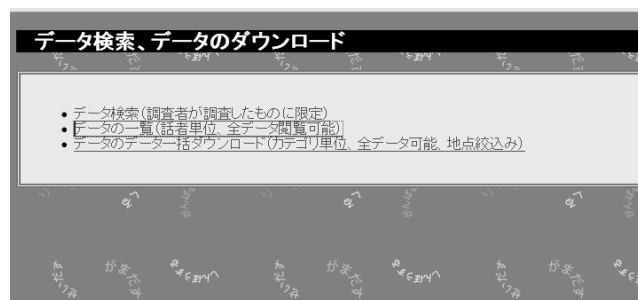 データ検索、データのダウンロード
データ検索(調査者が調査したものに限定)
データの一覧(話者単位、全データ閲覧可能)
データのデータ一括ダウンロード(カテゴリ単位、全データ可能、地点絞込み)